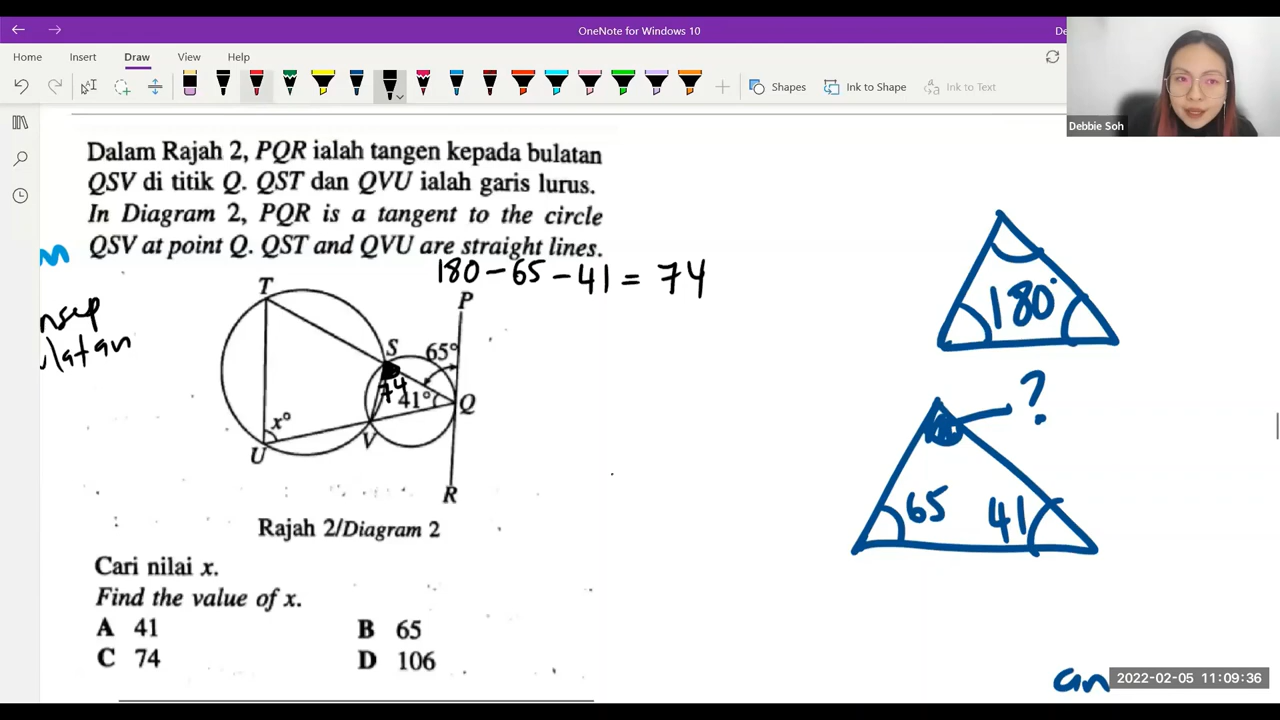 OneNote for Windows 10
De
Home
Insert
Draw
View
Help
Shapes
Ink to Shape
Ink to Text
Debbie Soh
Dalam Rajah 2, PQR ialah tangen kepada bulatan
QSV di titik Q. QST dan QVU ialah garis lurus.
In Diagram 2, PQR is a tangent to the circle
QSV at point Q. QST and QVU are straight lines.
m
nsep
ulatan
180-65-41 = 74
T
P
S
65°
74
41°
Q
x°
V
U
R
Rajah 2/Diagram 2
Cari nilai x.
Find the value of x.
A 41
B 65
C 74
D 106
180°
?
65
41
an
2022-02-05 11:09:36